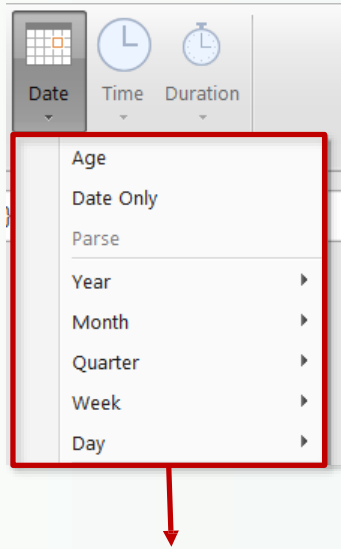 Date Time Duration
Age
Date Only
Parse
Year
Month
Quarter
Week
Day